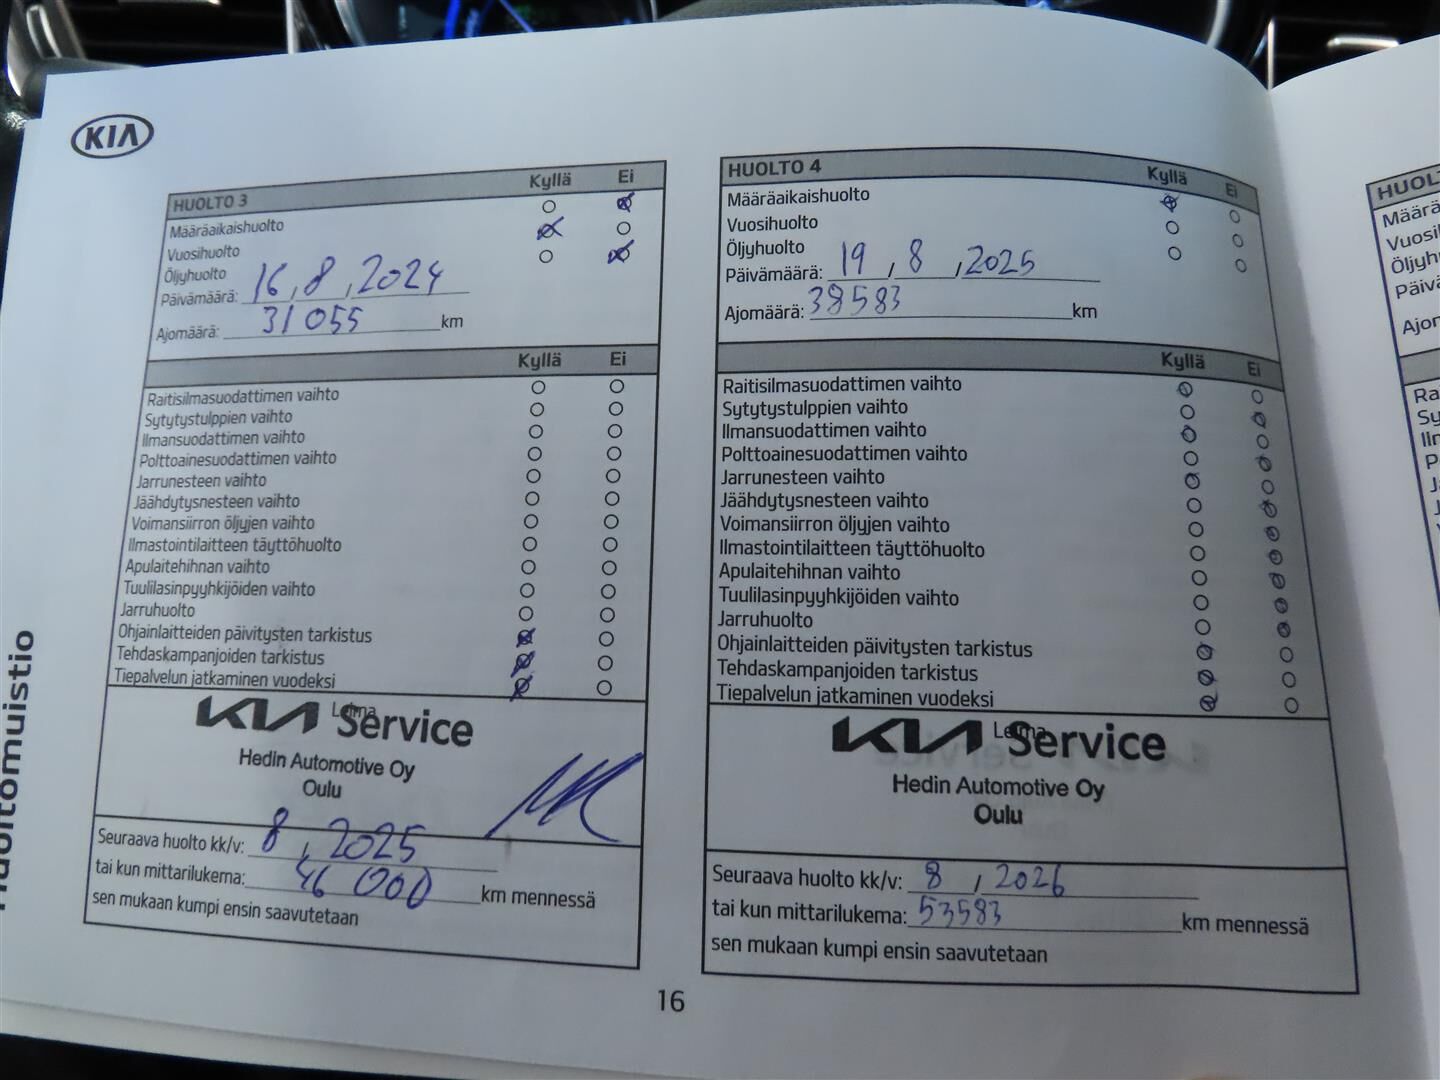 KIA
HUOLTO 3 Kyllä Ei
Määräaikaishuolto
Vuosihuolto
Öljyhuolto
Päivämäärä: 16 , 8 , 2024
Ajomäärä: 31 055 km
Kyllä Ei
Raitisilmasuodattimen vaihto
Sytytystulppien vaihto
Ilmansuodattimen vaihto
Polttoainesuodattimen vaihto
Jarrunesteen vaihto
Jäähdytysnesteen vaihto
Voimansiirron öljyjen vaihto
Ilmastointilaitteen täyttöhuolto
Apulaitehihnan vaihto
Tuulilasinpyyhkijöiden vaihto
Jarruhuolto
Ohjainlaitteiden päivitysten tarkistus
Tehdaskampanjoiden tarkistus
Tiepalvelun jatkaminen vuodeksi
Leima
KIA Service
Hedin Automotive Oy
Oulu
Seuraava huolto kk/v: 8 , 2025
tai kun mittarilukema: 46 000 km mennessä
sen mukaan kumpi ensin saavutetaan
HUOLTO 4 Kyllä Ei
Määräaikaishuolto
Vuosihuolto
Öljyhuolto
Päivämäärä: 19 , 8 , 2025
Ajomäärä: 38583 km
Kyllä Ei
Raitisilmasuodattimen vaihto
Sytytystulppien vaihto
Ilmansuodattimen vaihto
Polttoainesuodattimen vaihto
Jarrunesteen vaihto
Jäähdytysnesteen vaihto
Voimansiirron öljyjen vaihto
Ilmastointilaitteen täyttöhuolto
Apulaitehihnan vaihto
Tuulilasinpyyhkijöiden vaihto
Jarruhuolto
Ohjainlaitteiden päivitysten tarkistus
Tehdaskampanjoiden tarkistus
Tiepalvelun jatkaminen vuodeksi
Leima
KIA Service
Hedin Automotive Oy
Oulu
Seuraava huolto kk/v: 8 , 2026
tai kun mittarilukema: 53583 km mennessä
sen mukaan kumpi ensin saavutetaan
16
Huoltomuistio